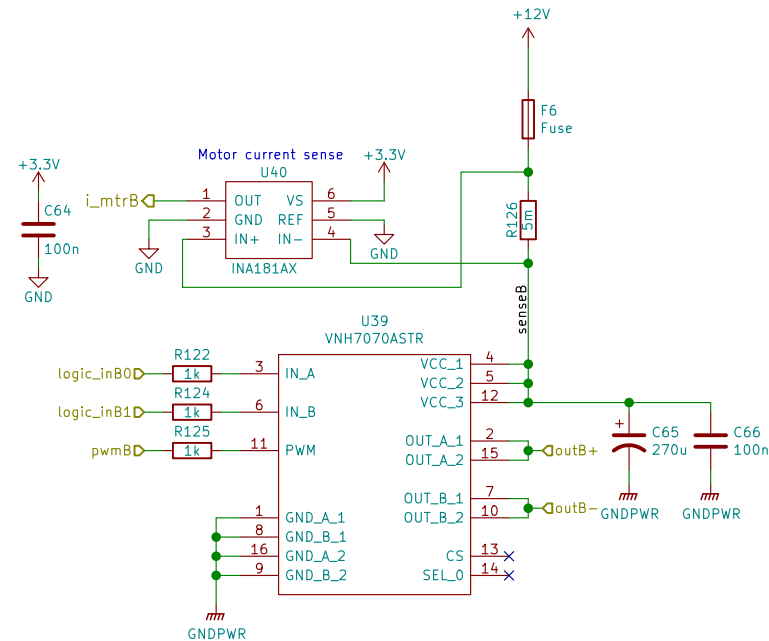 +12V
F6
Fuse
Motor current sense
+3.3V
U40
+3.3V
i_mtrB
1
OUT
VS
6
C64
2
GND
REF
5
R126
5m
3
IN+
IN-
4
100n
GND
GND
INA181AX
GND
senseB
U39
VNH7070ASTR
R122
VCC_1
4
logic_inB0
1k
3
IN_A
VCC_2
5
R124
VCC_3
12
logic_inB1
1k
6
IN_B
C65
270u
C66
100n
R125
OUT_A_1
2
pwmB
1k
11
PWM
OUT_A_2
15
outB+
OUT_B_1
7
outB-
GNDPWR
GNDPWR
1
GND_A_1
OUT_B_2
10
8
GND_B_1
16
GND_A_2
CS
13
9
GND_B_2
SEL_0
14
GNDPWR